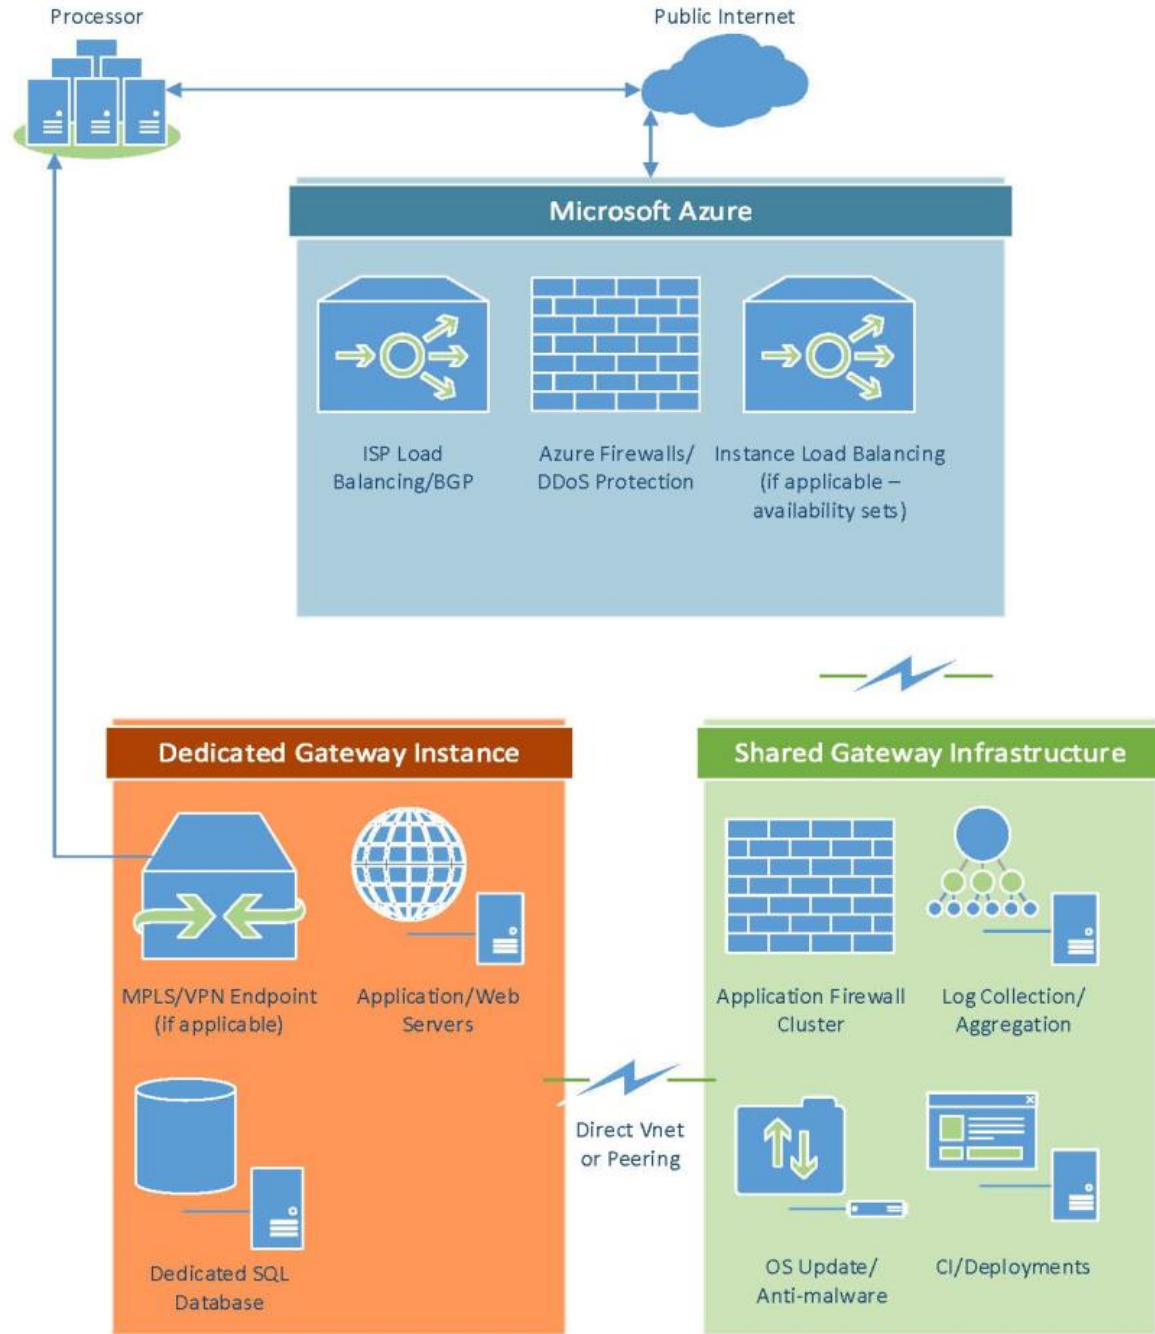 Processor
Public Internet
Microsoft Azure
ISP Load
Balancing/BGP
Azure Firewalls/
DDoS Protection
Instance Load Balancing
(if applicable –
availability sets)
Dedicated Gateway Instance
MPLS/VPN Endpoint
(if applicable)
Application/Web
Servers
Dedicated SQL
Database
Direct Vnet
or Peering
Shared Gateway Infrastructure
Application Firewall
Cluster
Log Collection/
Aggregation
OS Update/
Anti-malware
CI/Deployments